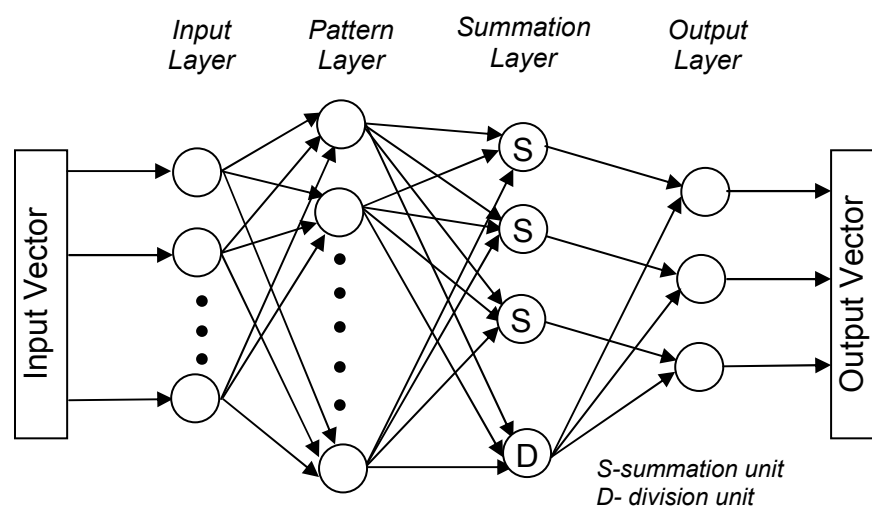 Input
Layer
Pattern
Layer
Summation
Layer
Output
Layer
Input Vector
S
S
S
D
Output Vector
S-summation unit
D- division unit